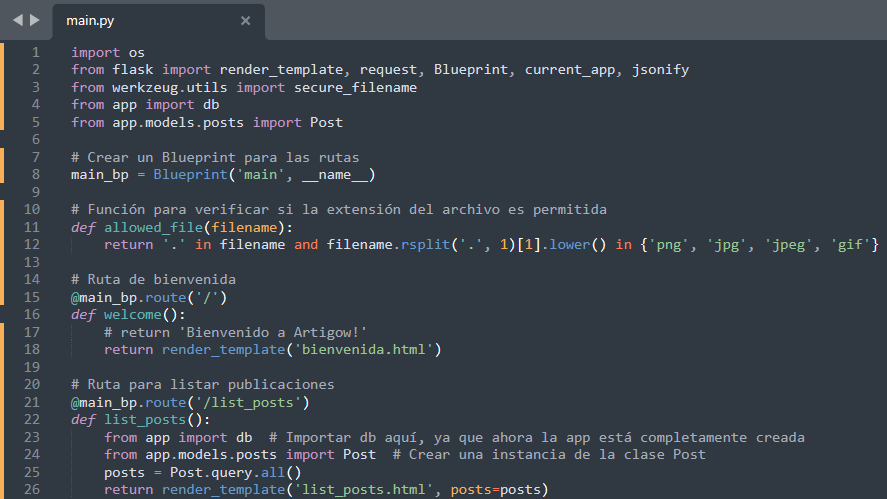 main.py
1 import os
2 from flask import render_template, request, Blueprint, current_app, jsonify
3 from werkzeug.utils import secure_filename
4 from app import db
5 from app.models.posts import Post
6
7 # Crear un Blueprint para las rutas
8 main_bp = Blueprint('main', __name__)
9
10 # Función para verificar si la extensión del archivo es permitida
11 def allowed_file(filename):
12     return '.' in filename and filename.rsplit('.', 1)[1].lower() in {'png', 'jpg', 'jpeg', 'gif'}
13
14 # Ruta de bienvenida
15 @main_bp.route('/')
16 def welcome():
17     # return 'Bienvenido a Artigow!'
18     return render_template('bienvenida.html')
19
20 # Ruta para listar publicaciones
21 @main_bp.route('/list_posts')
22 def list_posts():
23     from app import db  # Importar db aquí, ya que ahora la app está completamente creada
24     from app.models.posts import Post  # Crear una instancia de la clase Post
25     posts = Post.query.all()
26     return render_template('list_posts.html', posts=posts)